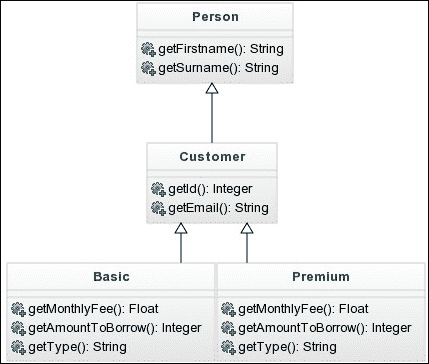 Person
getFirstname(): String
getSurname(): String
Customer
getId(): Integer
getEmail(): String
Basic
getMonthlyFee(): Float
getAmountToBorrow(): Integer
getType(): String
Premium
getMonthlyFee(): Float
getAmountToBorrow(): Integer
getType(): String